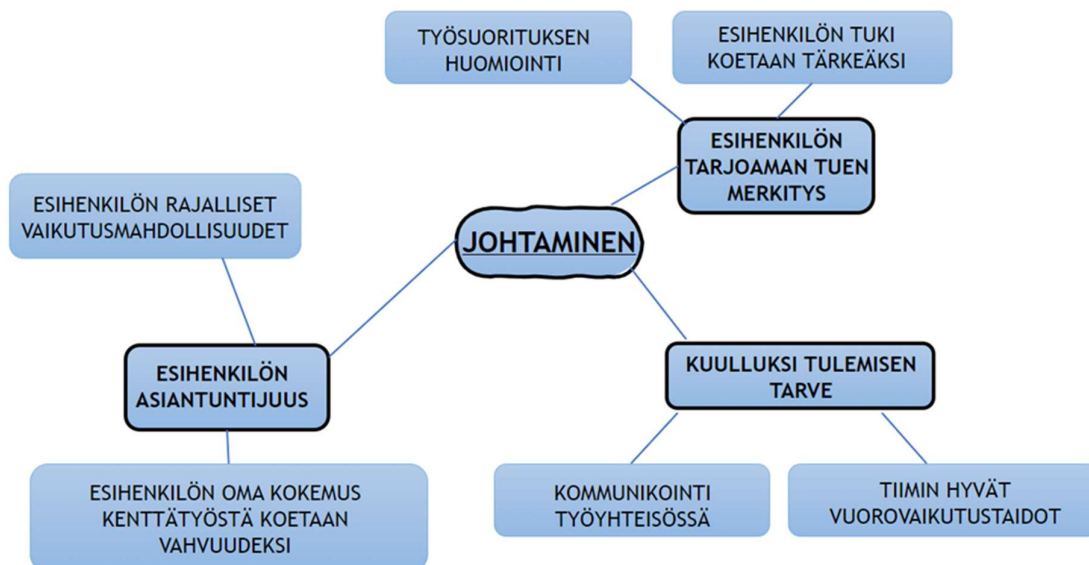 TYÖSUORITUKSEN
HUOMIOINTI
ESIHENKILÖN TUKI
KOETAAN TÄRKEÄKSI
ESIHENKILÖN
TARJOAMAN TUEN
MERKITYS
ESIHENKILÖN RAJALLISET
VAIKUTUSMAHDOLLISUUDET
JOHTAMINEN
ESIHENKILÖN
ASIANTUNTIJUUS
KUULLUKSI TULEMISEN
TARVE
ESIHENKILÖN OMA KOKEMUS
KENTTÄTYÖSTÄ KOETAAN
VAHVUUDEKSI
KOMMUNIKOINTI
TYÖYHTEISÖSSÄ
TIIMIN HYVÄT
VUOROVAIKUTUSTAIDOT